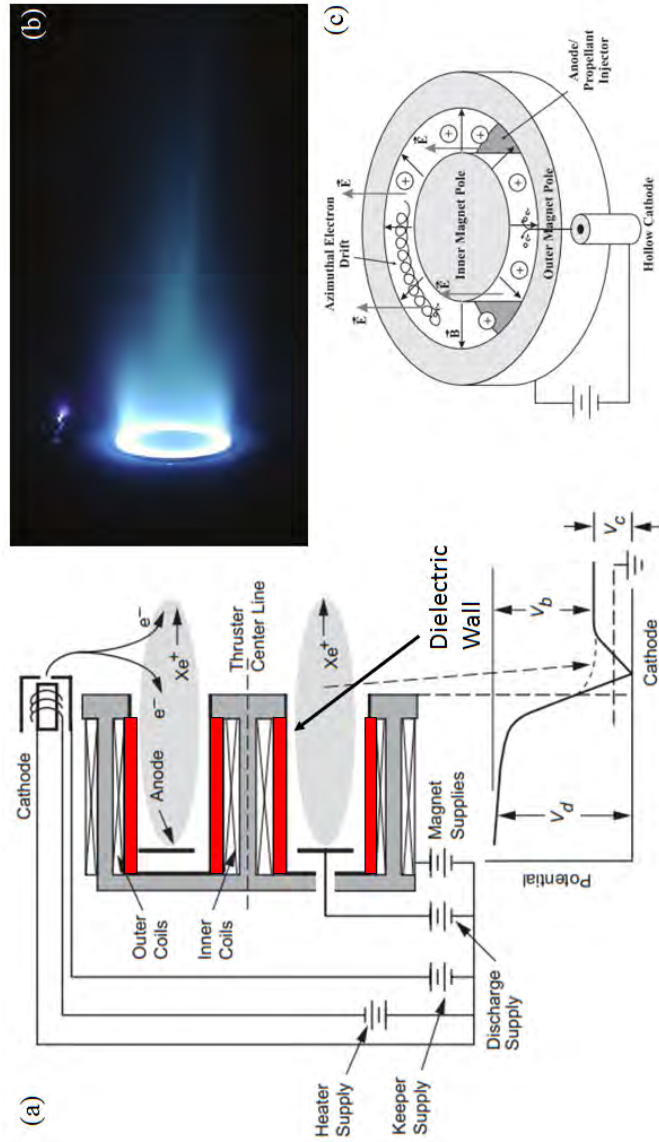 (a)
Cathode
e⁻
e⁻
Xe⁺
Anode
Outer
Coils
Inner
Coils
Thruster
Center Line
Xe⁺
Dielectric
Wall
Heater
Supply
Keeper
Supply
Discharge
Supply
Magnet
Supplies
Potential
V_d
V_b
V_c
Cathode
(b)
(c)
Azimuthal Electron
Drift
E
E
E
E
B
Inner Magnet Pole
Outer Magnet Pole
Anode/
Propellant
Injector
Hollow Cathode
+
+
+
+
+
+
+